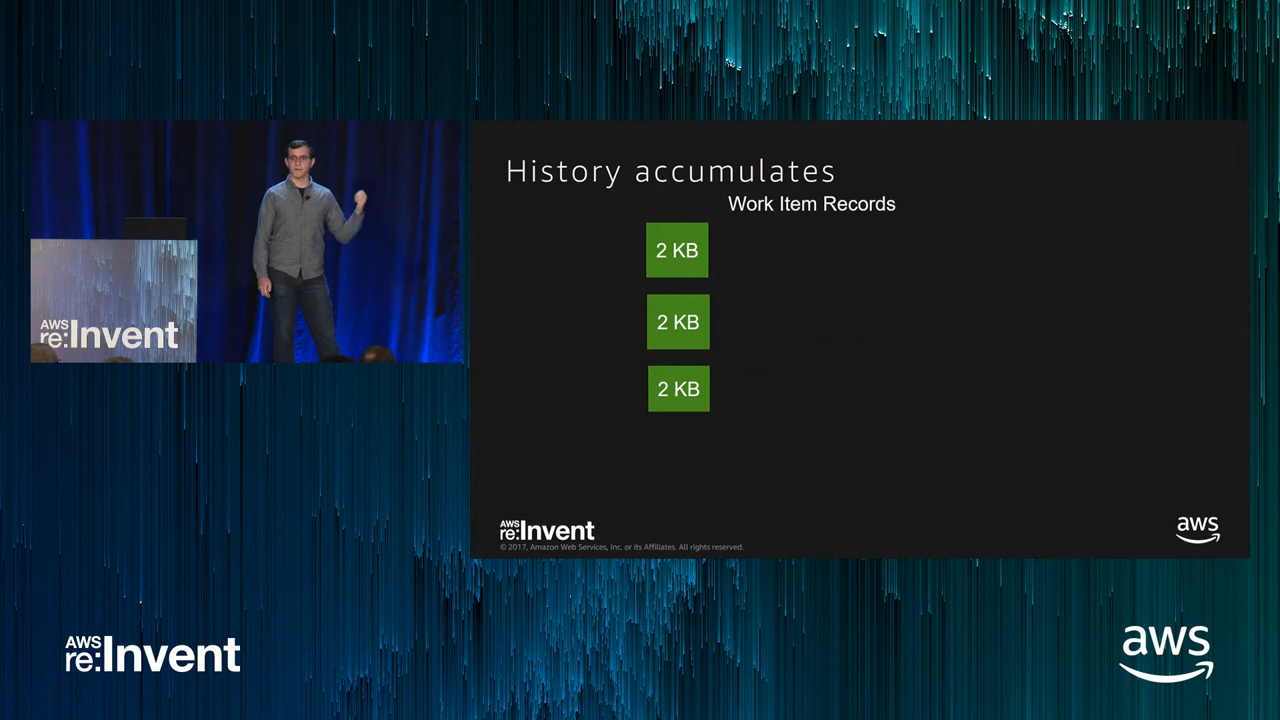 History accumulates
Work Item Records
2 KB
2 KB
2 KB
AWS
re:Invent
© 2017, Amazon Web Services, Inc. or its Affiliates. All rights reserved.
aws
AWS
re:Invent
AWS
re:Invent
aws